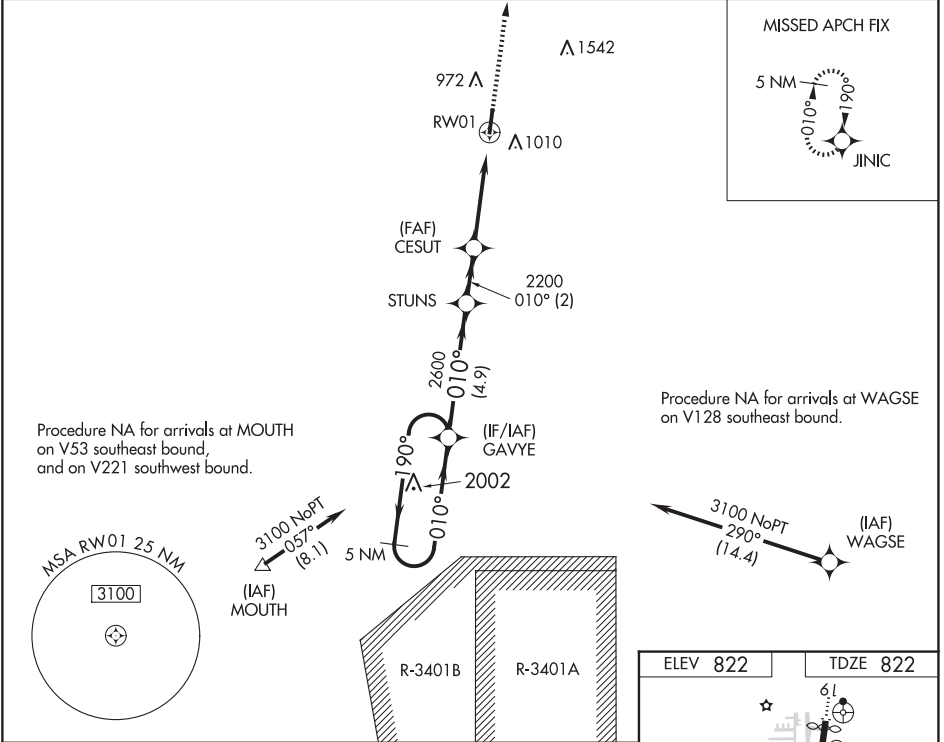 1542
972
RW01
1010
MISSED APCH FIX
5 NM
010°
190°
JINIC
(FAF)
CESUT
2200
010° (2)
STUNS
2600
010°
(4.9)
Procedure NA for arrivals at MOUTH
on V53 southeast bound,
and on V221 southwest bound.
Procedure NA for arrivals at WAGSE
on V128 southeast bound.
(IF/IAF)
GAVYE
190°
2002
010°
5 NM
3100 NoPT
057°
(8.1)
(IAF)
MOUTH
3100 NoPT
290°
(14.4)
(IAF)
WAGSE
MSA RW01 25 NM
3100
R-3401B
R-3401A
ELEV 822
TDZE 822
19